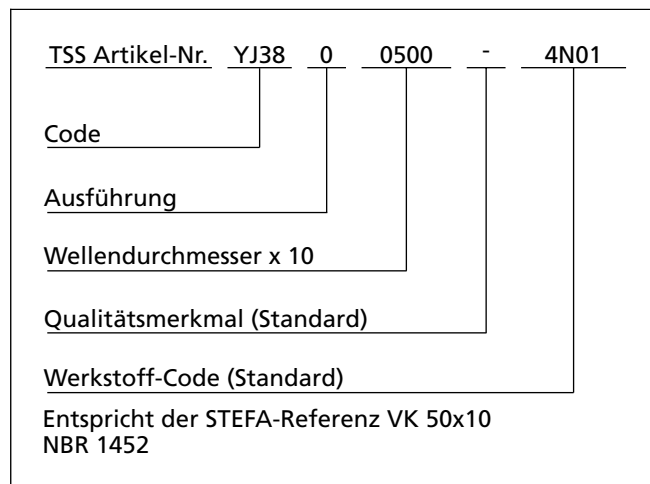 TSS Artikel-Nr. YJ38 0 0500 - 4N01
Code
Ausführung
Wellendurchmesser x 10
Qualitätsmerkmal (Standard)
Werkstoff-Code (Standard)
Entspricht der STEFA-Referenz VK 50x10
NBR 1452